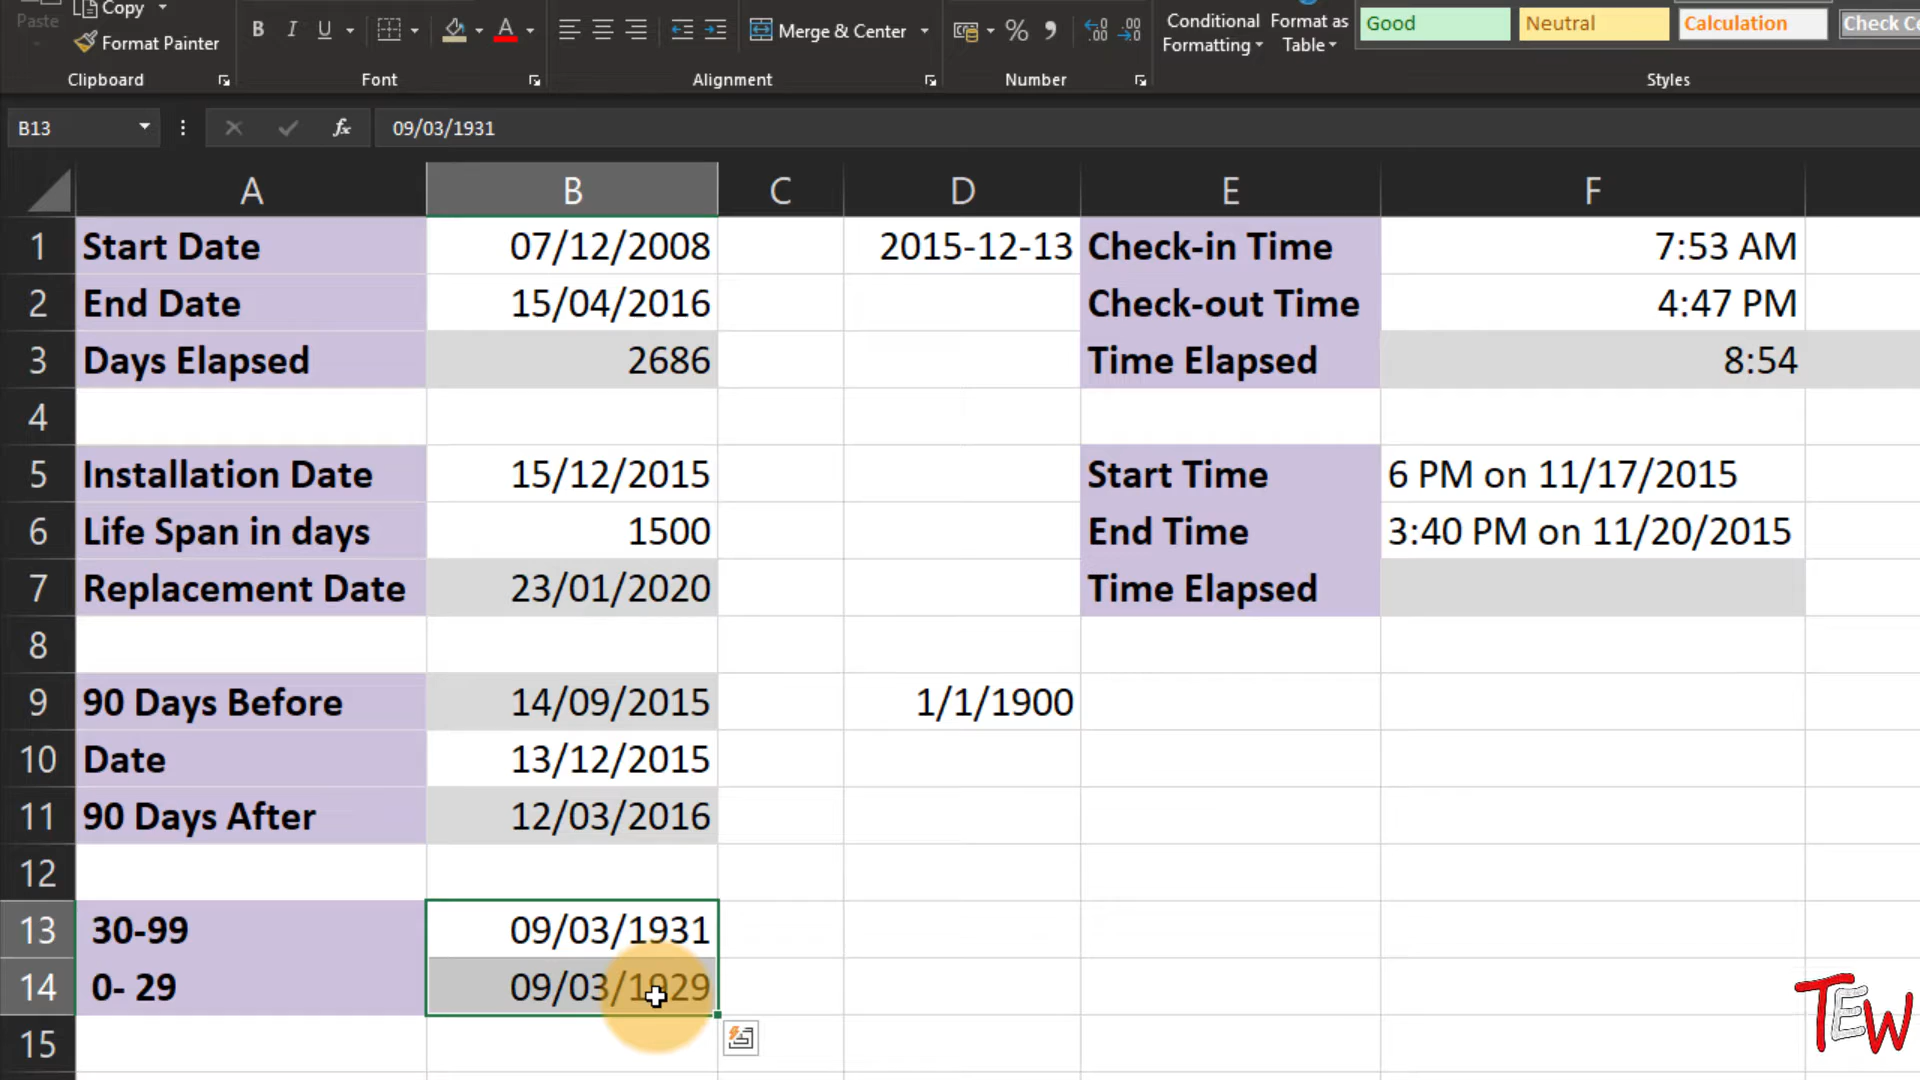 Paste
Copy
Format Painter
Clipboard
B I U
A
Font
Merge & Center
Alignment
% 9
Number
Conditional
Formatting
Format as
Table
Good
Neutral
Calculation
Styles
B13
fx
09/03/1931
A B C D E F
1 Start Date 07/12/2008 2015-12-13 Check-in Time 7:53 AM
2 End Date 15/04/2016 Check-out Time 4:47 PM
3 Days Elapsed 2686 Time Elapsed 8:54
4
5 Installation Date 15/12/2015 Start Time 6 PM on 11/17/2015
6 Life Span in days 1500 End Time 3:40 PM on 11/20/2015
7 Replacement Date 23/01/2020 Time Elapsed
8
9 90 Days Before 14/09/2015 1/1/1900
10 Date 13/12/2015
11 90 Days After 12/03/2016
12
13 30-99 09/03/1931
14 0- 29 09/03/1929
15
TEW